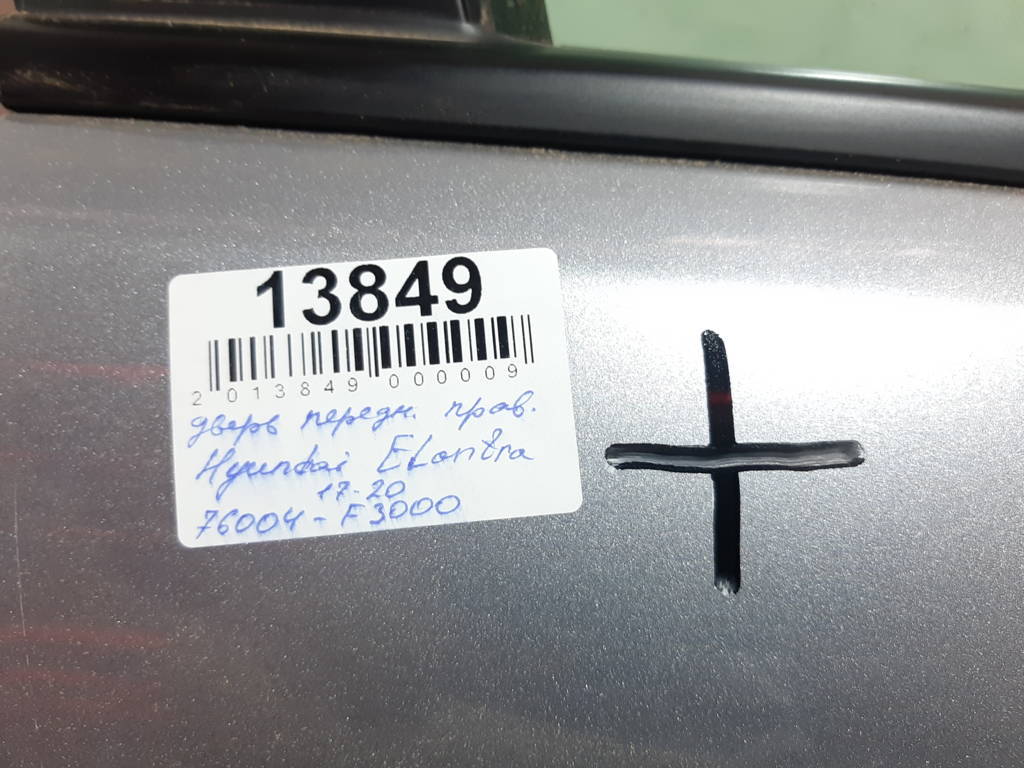 13849
2 013849 000009
дверь передн. прав.
Hyundai Elantra
17-20
76004-F3000